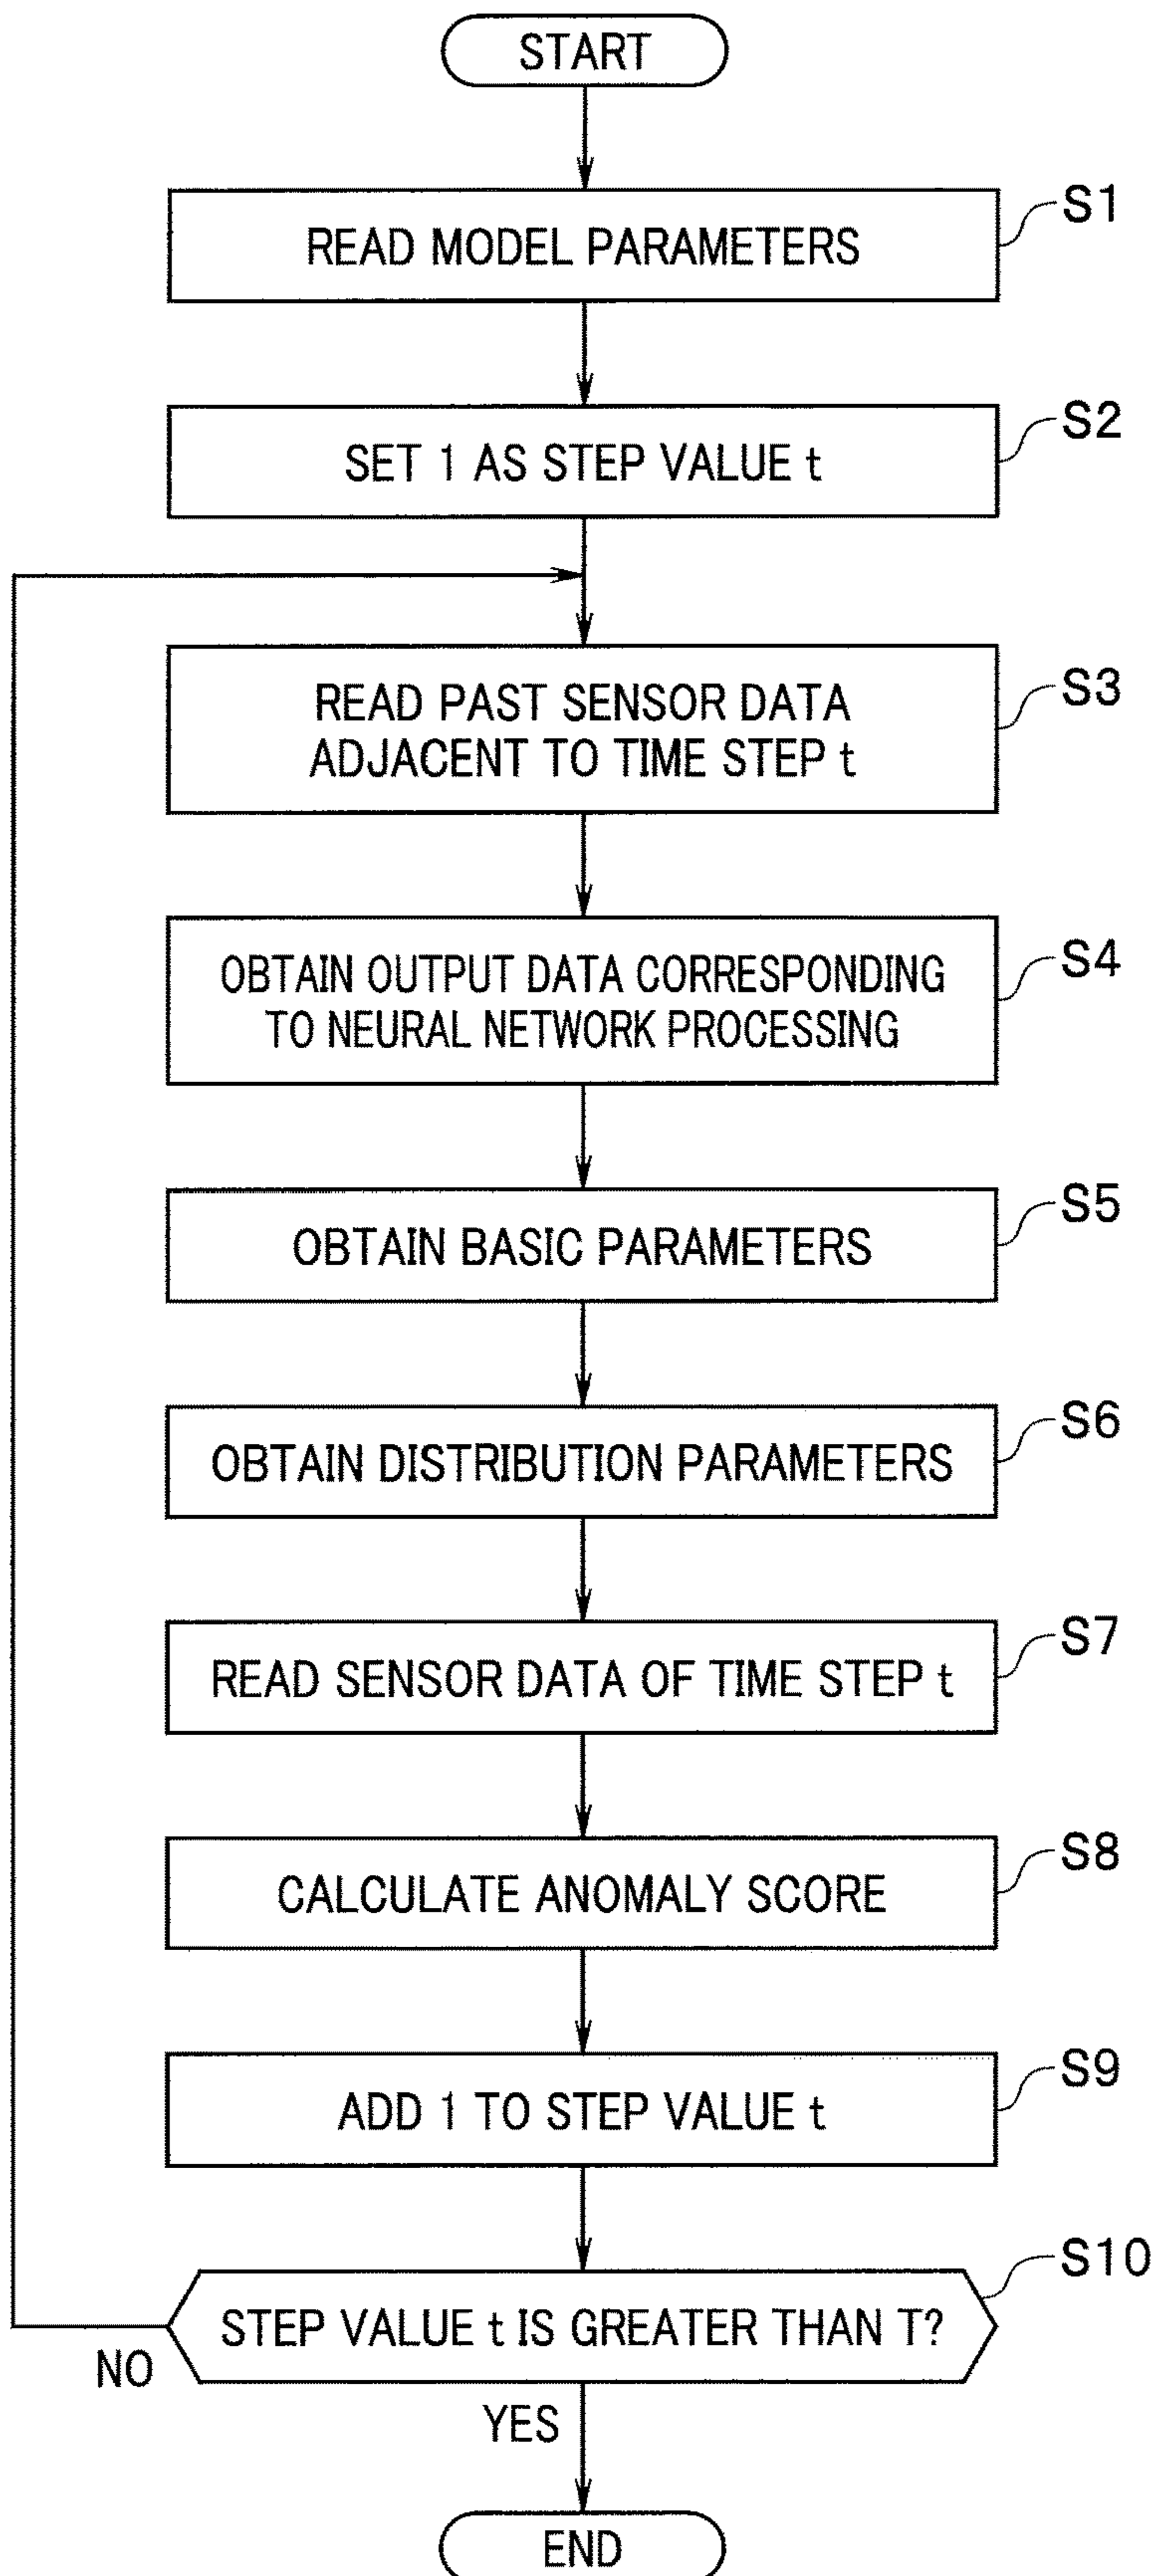 START
READ MODEL PARAMETERS
S1
SET 1 AS STEP VALUE t
S2
READ PAST SENSOR DATA
ADJACENT TO TIME STEP t
S3
OBTAIN OUTPUT DATA CORRESPONDING
TO NEURAL NETWORK PROCESSING
S4
OBTAIN BASIC PARAMETERS
S5
OBTAIN DISTRIBUTION PARAMETERS
S6
READ SENSOR DATA OF TIME STEP t
S7
CALCULATE ANOMALY SCORE
S8
ADD 1 TO STEP VALUE t
S9
STEP VALUE t IS GREATER THAN T?
S10
NO
YES
END